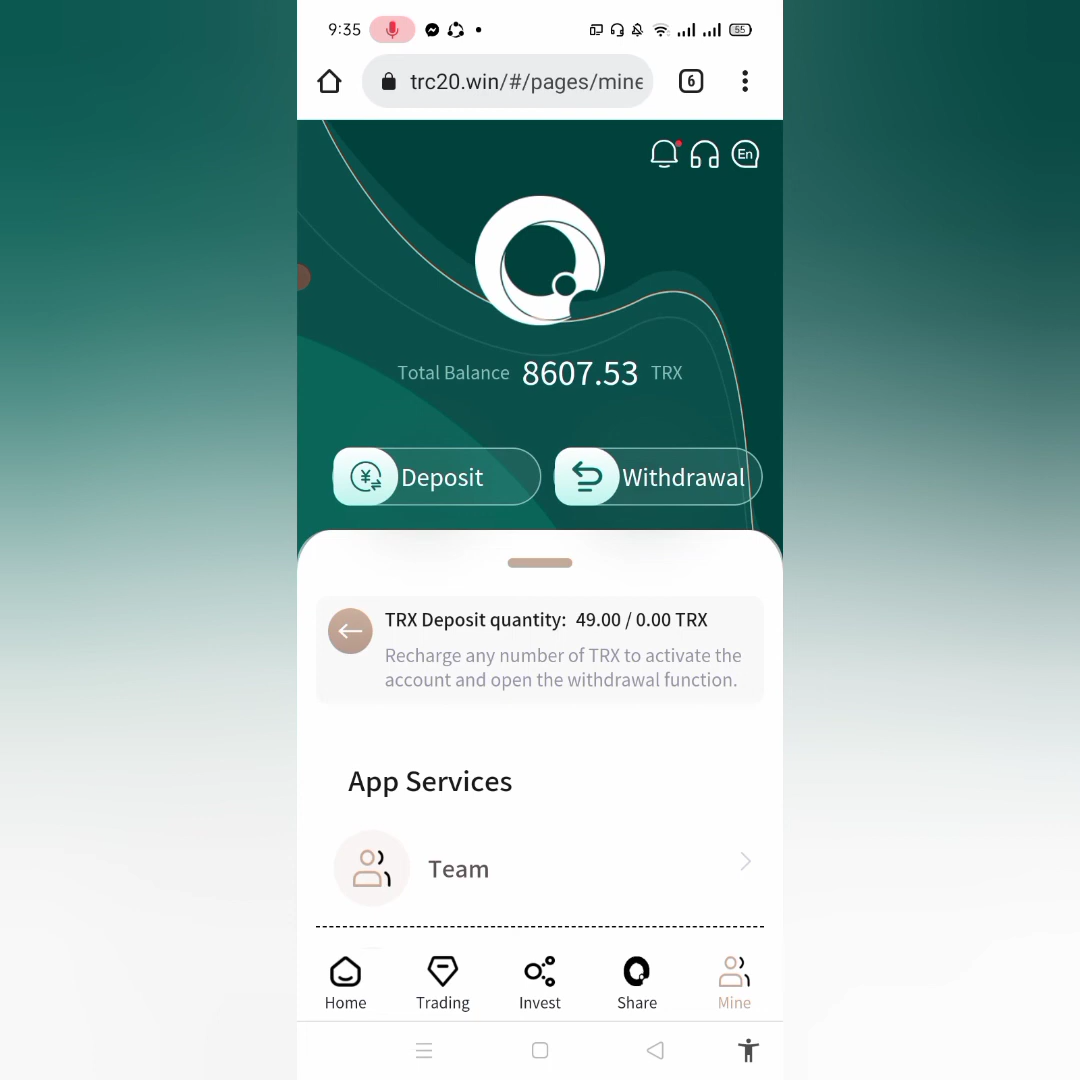 9:35
55
trc20.win/#/pages/mine
6
En
Total Balance 8607.53 TRX
¥ Deposit
Withdrawal
TRX Deposit quantity: 49.00 / 0.00 TRX
Recharge any number of TRX to activate the
account and open the withdrawal function.
App Services
Team
Home Trading Invest Share Mine